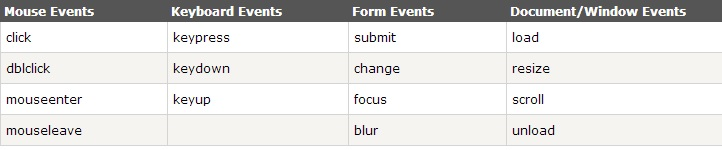 Mouse Events Keyboard Events Form Events Document/Window Events
click keypress submit load
dblclick keydown change resize
mouseenter keyup focus scroll
mouseleave blur unload